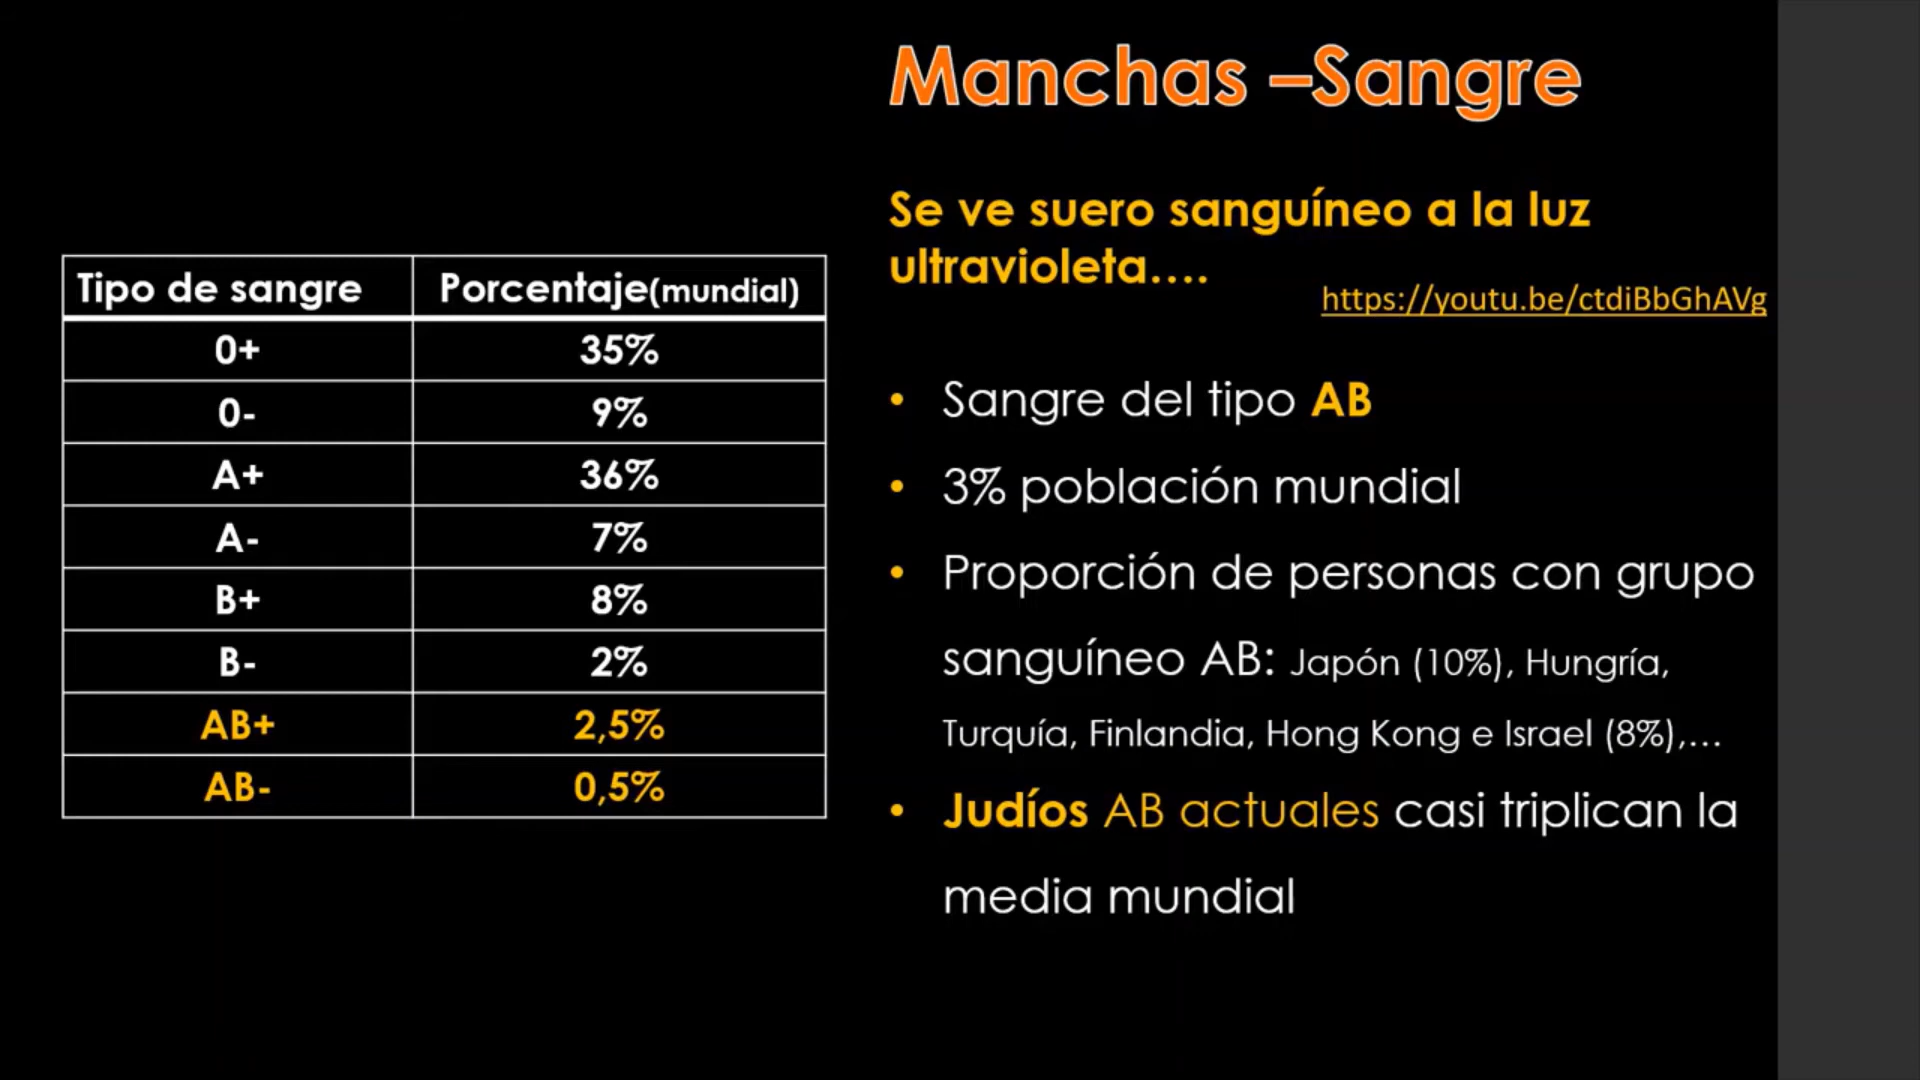 Manchas –Sangre
Se ve suero sanguíneo a la luz
ultravioleta....
https://youtu.be/ctdiBbGhAVg
Tipo de sangre Porcentaje(mundial)
0+ 35%
0- 9%
A+ 36%
A- 7%
B+ 8%
B- 2%
AB+ 2,5%
AB- 0,5%
• Sangre del tipo AB
• 3% población mundial
• Proporción de personas con grupo
sanguíneo AB: Japón (10%), Hungría,
Turquía, Finlandia, Hong Kong e Israel (8%),...
• Judíos AB actuales casi triplican la
media mundial